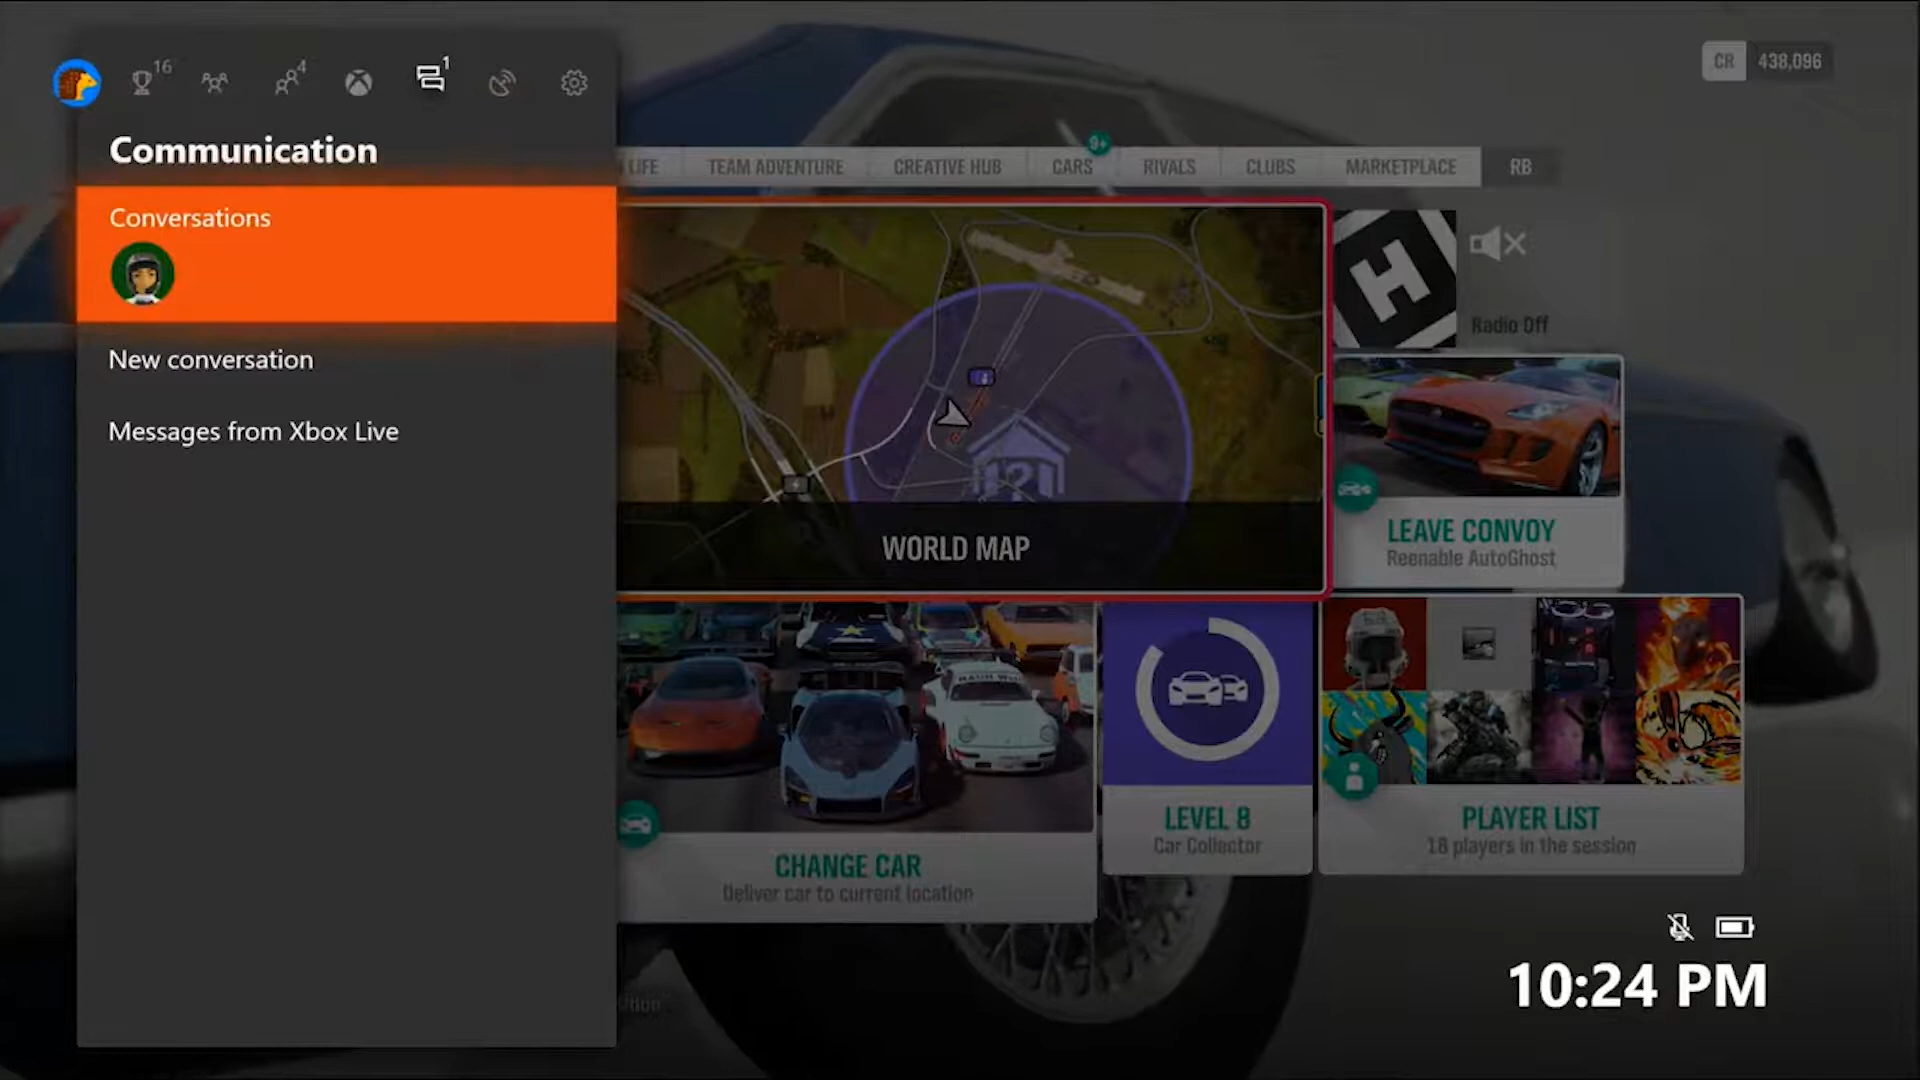 16
4
1
CR 438,096
Communication
LIFE TEAM ADVENTURE CREATIVE HUB CARS 9+ RIVALS CLUBS MARKETPLACE RB
Conversations
H
Radio Off
New conversation
Messages from Xbox Live
WORLD MAP
LEAVE CONVOY
Reenable AutoGhost
LEVEL 8
Car Collector
PLAYER LIST
18 players in the session
CHANGE CAR
Deliver car to current location
10:24 PM